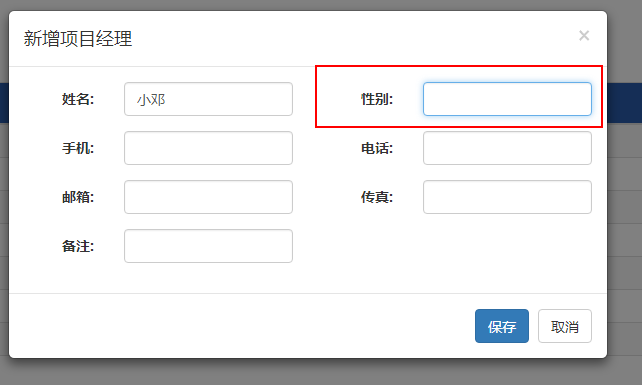 新增项目经理 ×
姓名: 小邓 性别:
手机: 电话:
邮箱: 传真:
备注:
保存 取消